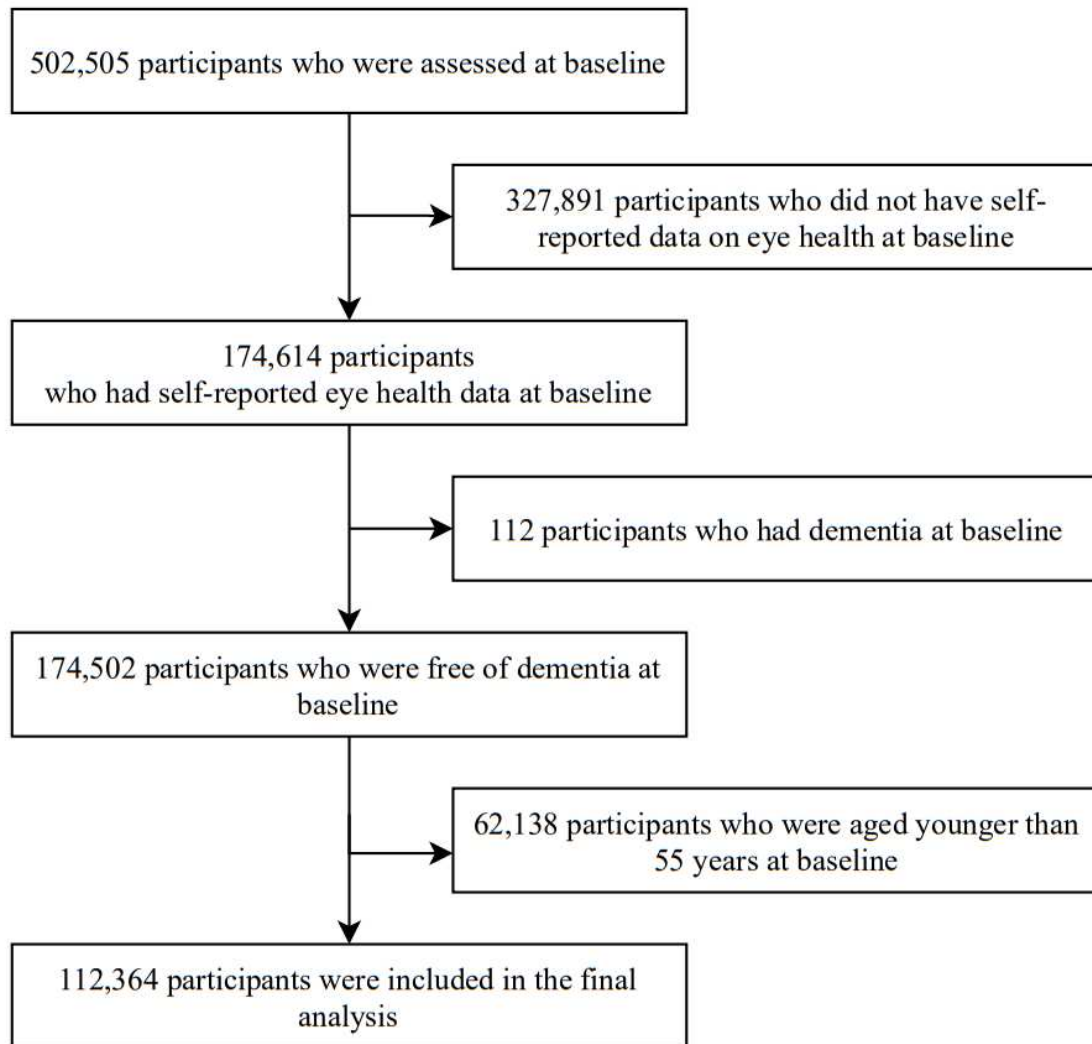 502,505 participants who were assessed at baseline
327,891 participants who did not have self-
reported data on eye health at baseline
174,614 participants
who had self-reported eye health data at baseline
112 participants who had dementia at baseline
174,502 participants who were free of dementia at
baseline
62,138 participants who were aged younger than
55 years at baseline
112,364 participants were included in the final
analysis